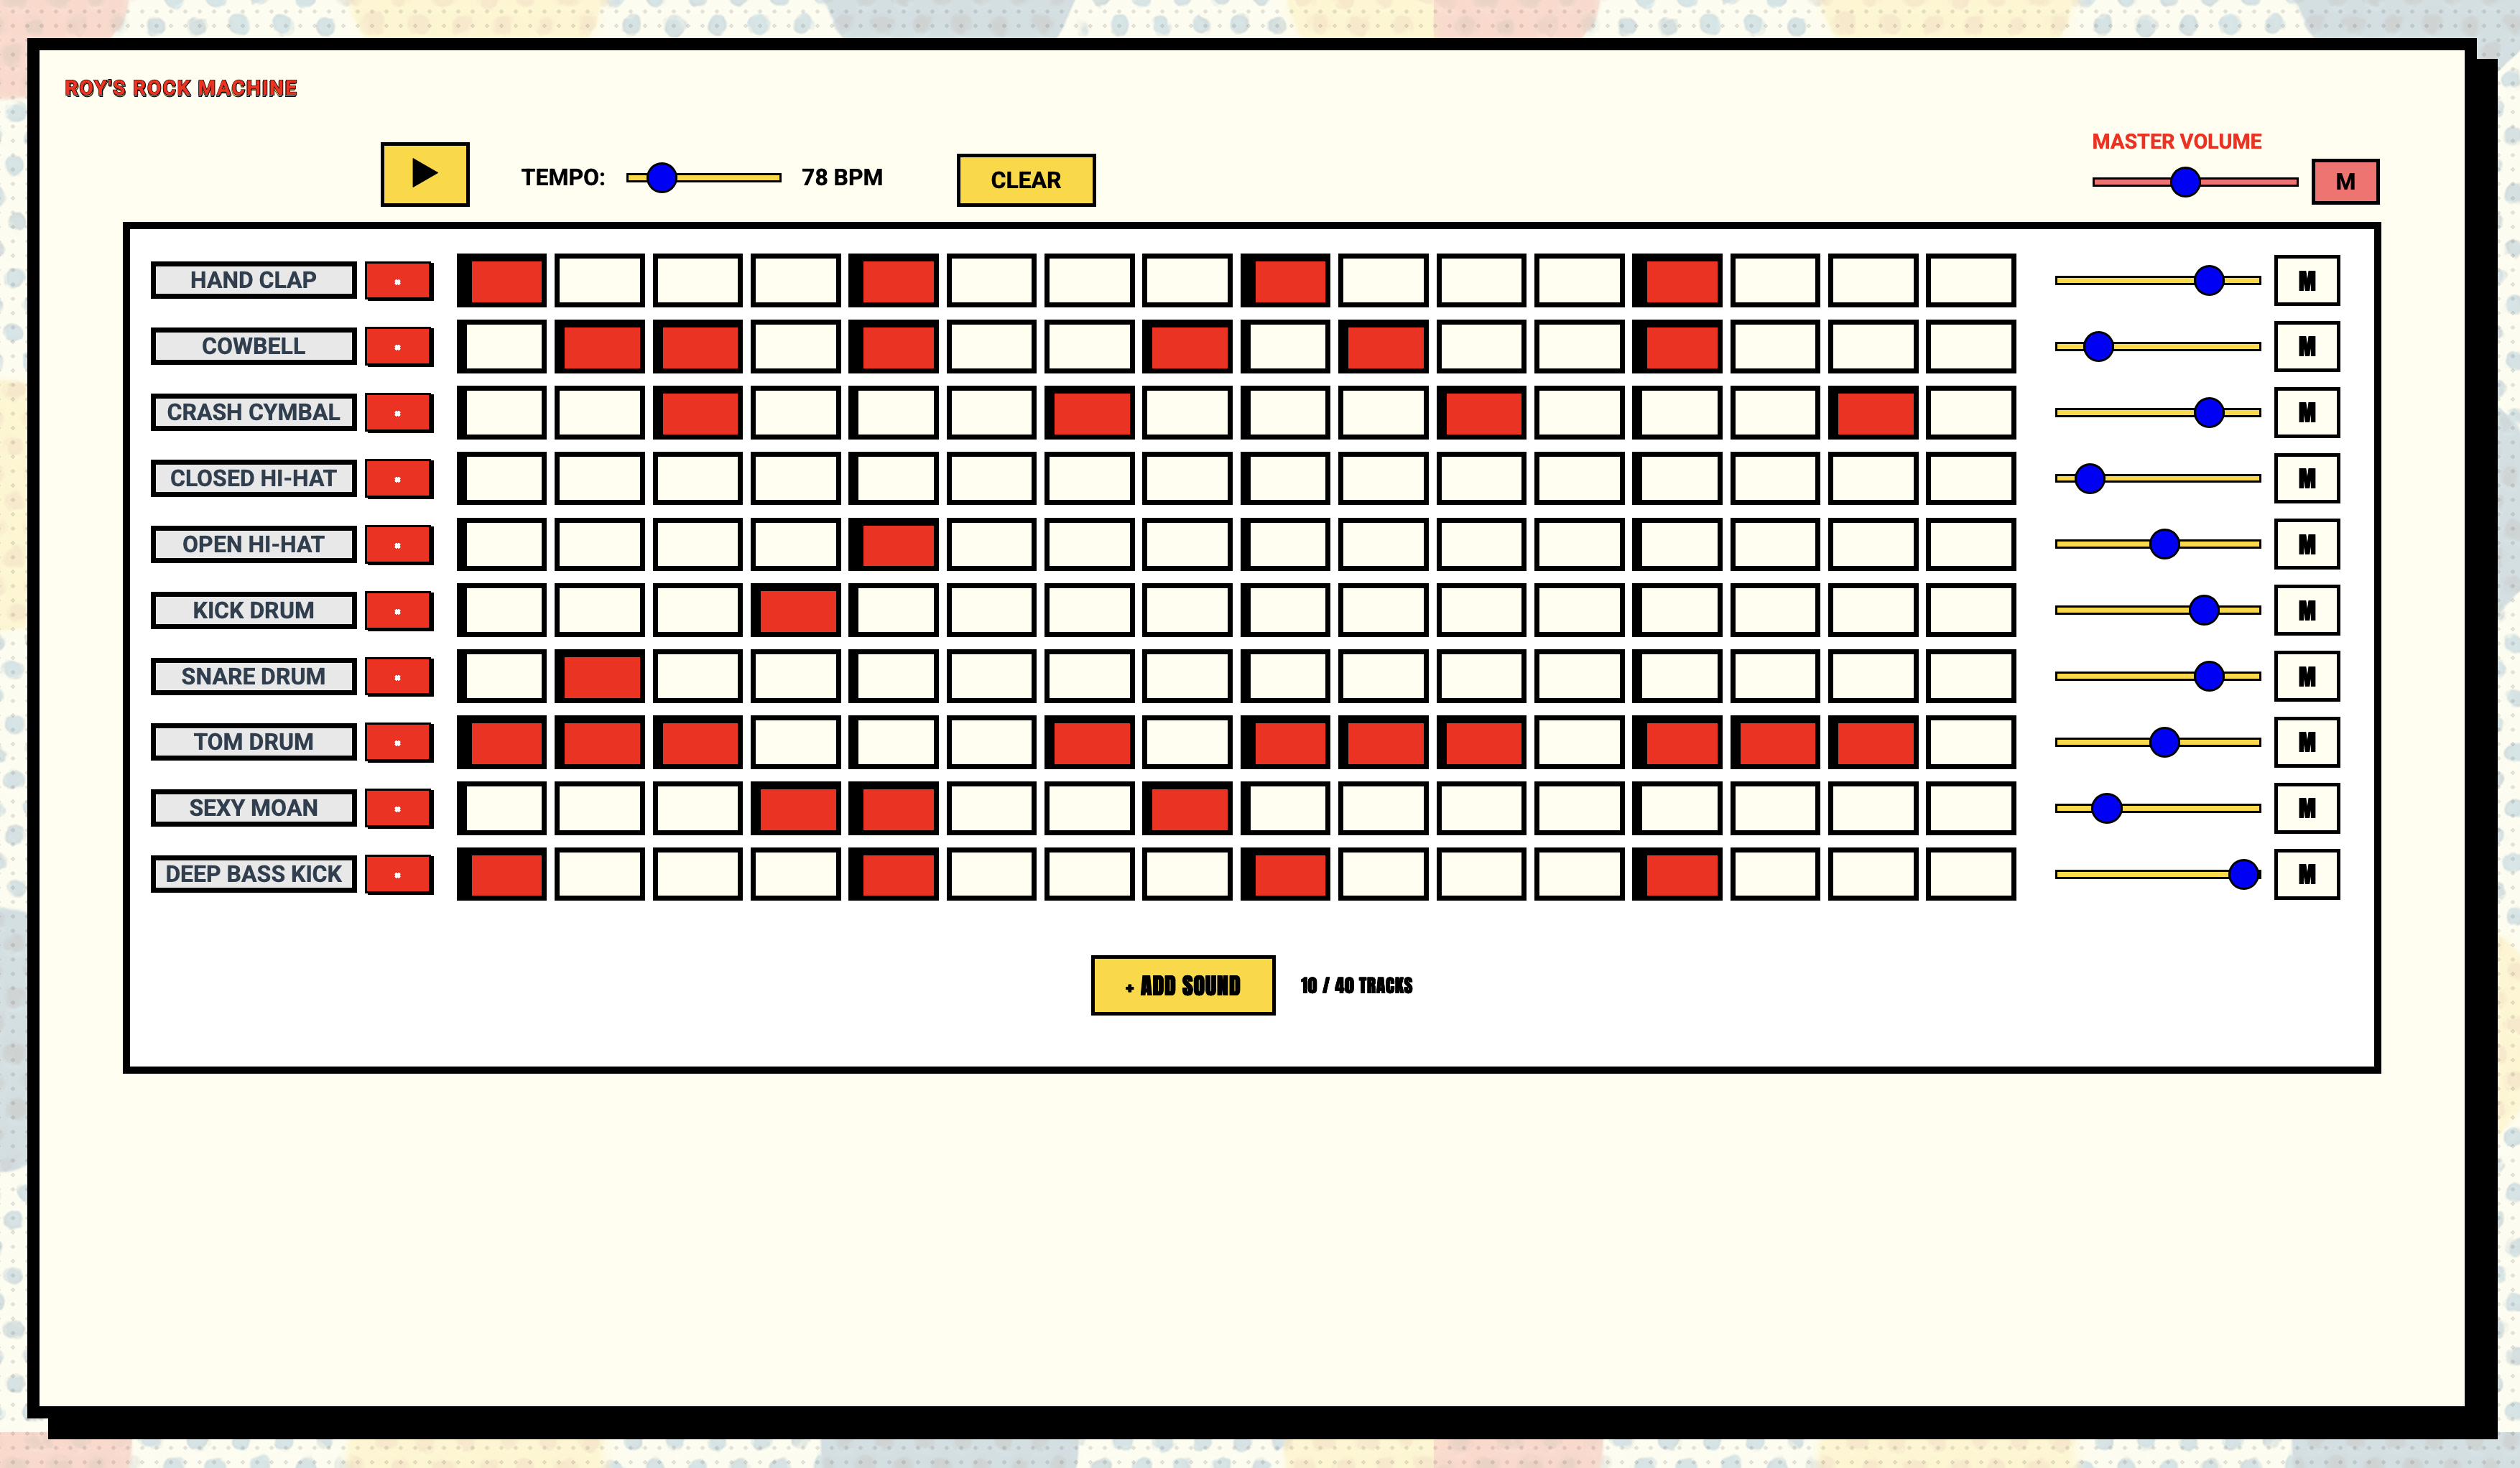 ROY'S ROCK MACHINE
TEMPO: 78 BPM CLEAR
MASTER VOLUME
M
HAND CLAP M
COWBELL M
CRASH CYMBAL M
CLOSED HI-HAT M
OPEN HI-HAT M
KICK DRUM M
SNARE DRUM M
TOM DRUM M
SEXY MOAN M
DEEP BASS KICK M
+ ADD SOUND 10 / 40 TRACKS